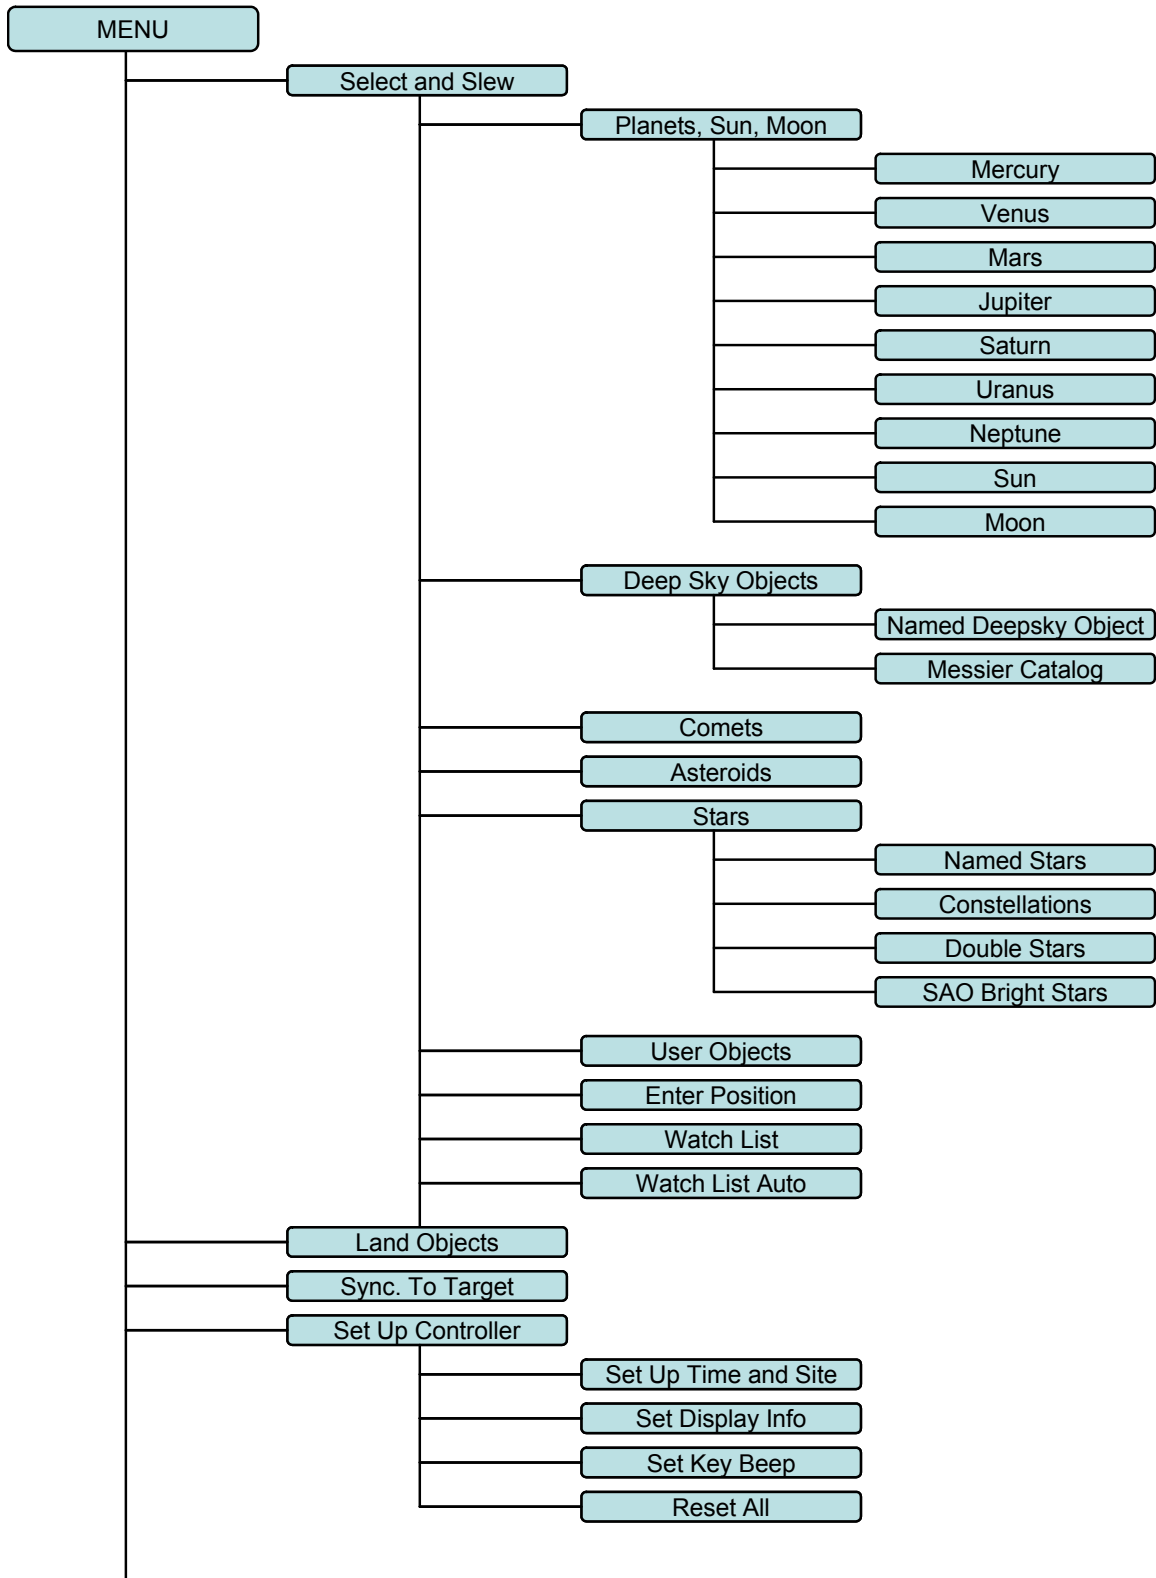 MENU
Select and Slew
Planets, Sun, Moon
Mercury
Venus
Mars
Jupiter
Saturn
Uranus
Neptune
Sun
Moon
Deep Sky Objects
Named Deepsky Object
Messier Catalog
Comets
Asteroids
Stars
Named Stars
Constellations
Double Stars
SAO Bright Stars
User Objects
Enter Position
Watch List
Watch List Auto
Land Objects
Sync. To Target
Set Up Controller
Set Up Time and Site
Set Display Info
Set Key Beep
Reset All